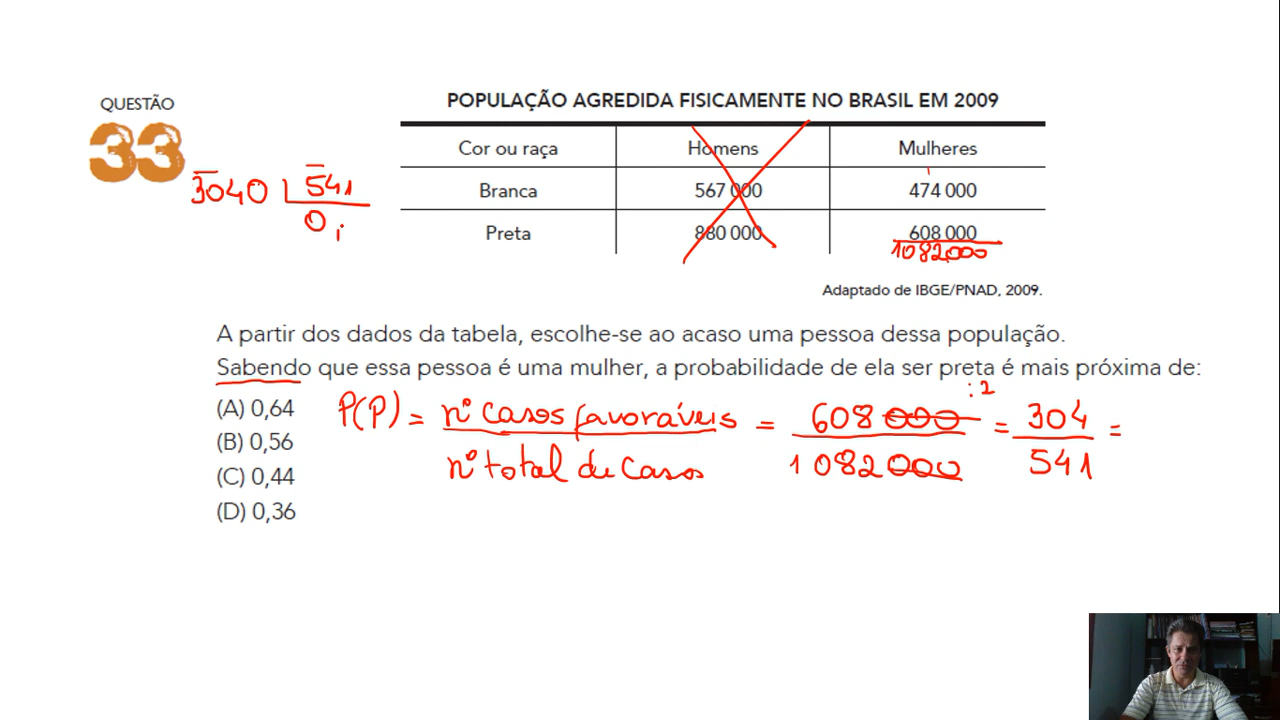 QUESTÃO
33
POPULAÇÃO AGREDIDA FISICAMENTE NO BRASIL EM 2009
Cor ou raça Homens Mulheres
Branca 567 000 474 000
Preta 880 000 608 000
1082.000
3040 541
0,
Adaptado de IBGE/PNAD, 2009.
A partir dos dados da tabela, escolhe-se ao acaso uma pessoa dessa população.
Sabendo que essa pessoa é uma mulher, a probabilidade de ela ser preta é mais próxima de:
(A) 0,64
(B) 0,56
(C) 0,44
(D) 0,36
P(P) = nº casos favoráveis = 608 000 :2 = 304 =
nº total de casos 1082000 541